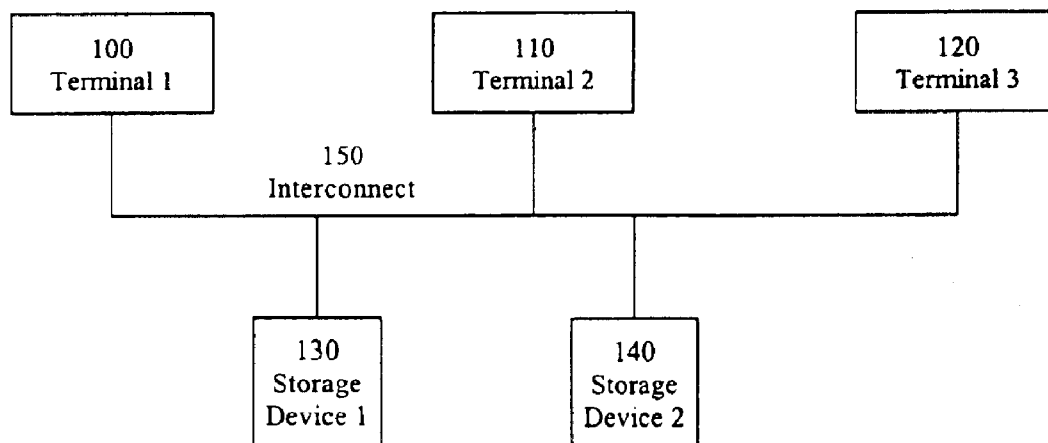 100
Terminal 1
110
Terminal 2
120
Terminal 3
150
Interconnect
130
Storage
Device 1
140
Storage
Device 2